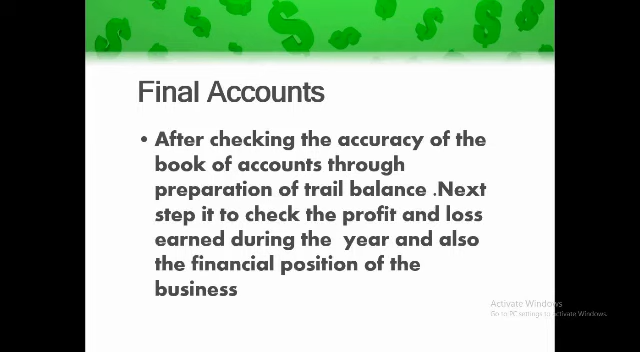 Final Accounts
• After checking the accuracy of the
book of accounts through
preparation of trail balance .Next
step it to check the profit and loss
earned during the  year and also
the financial position of the
business
Activate Windows
Go to PC settings to activate Windows.